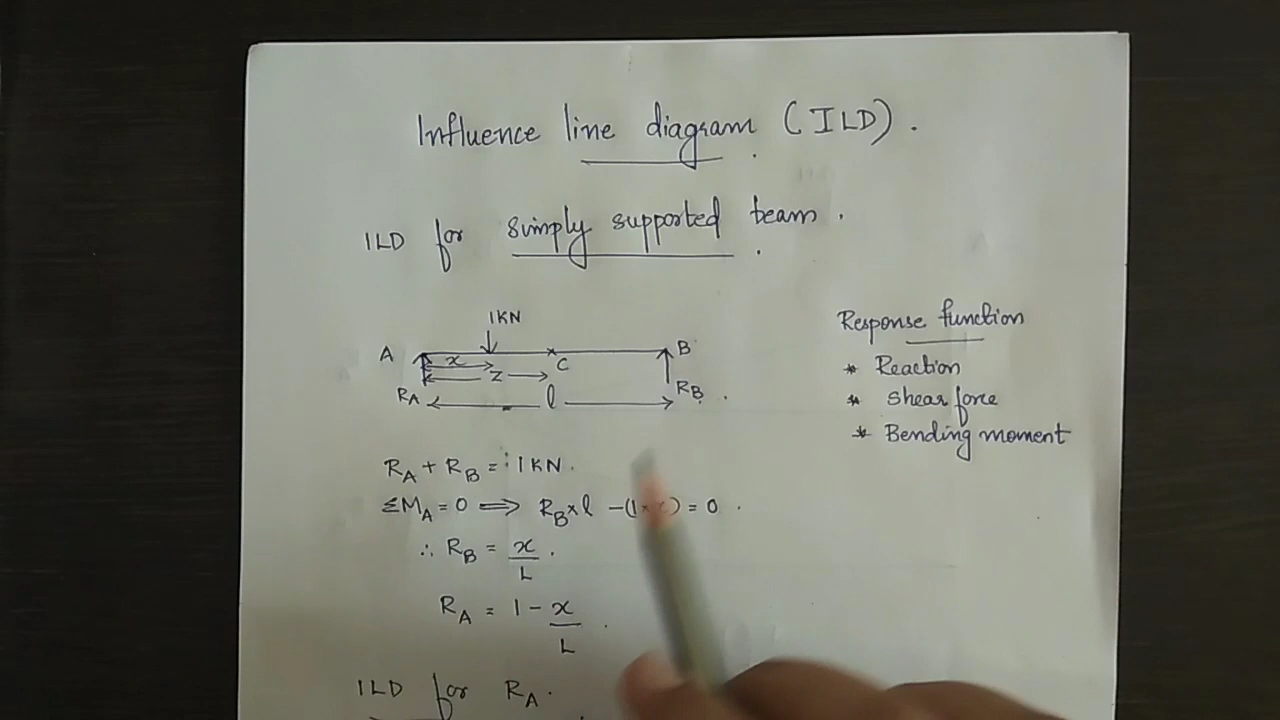 Influence line diagram (ILD).
ILD for simply supported beam.
1KN
A x C B
Z
RA l RB.
Response function
* Reaction
* Shear force
* Bending moment
RA + RB = 1KN.
ΣMA = 0 ⟹ RB × l - (1 × x) = 0.
∴ RB = x/L.
RA = 1 - x/L.
ILD for RA.